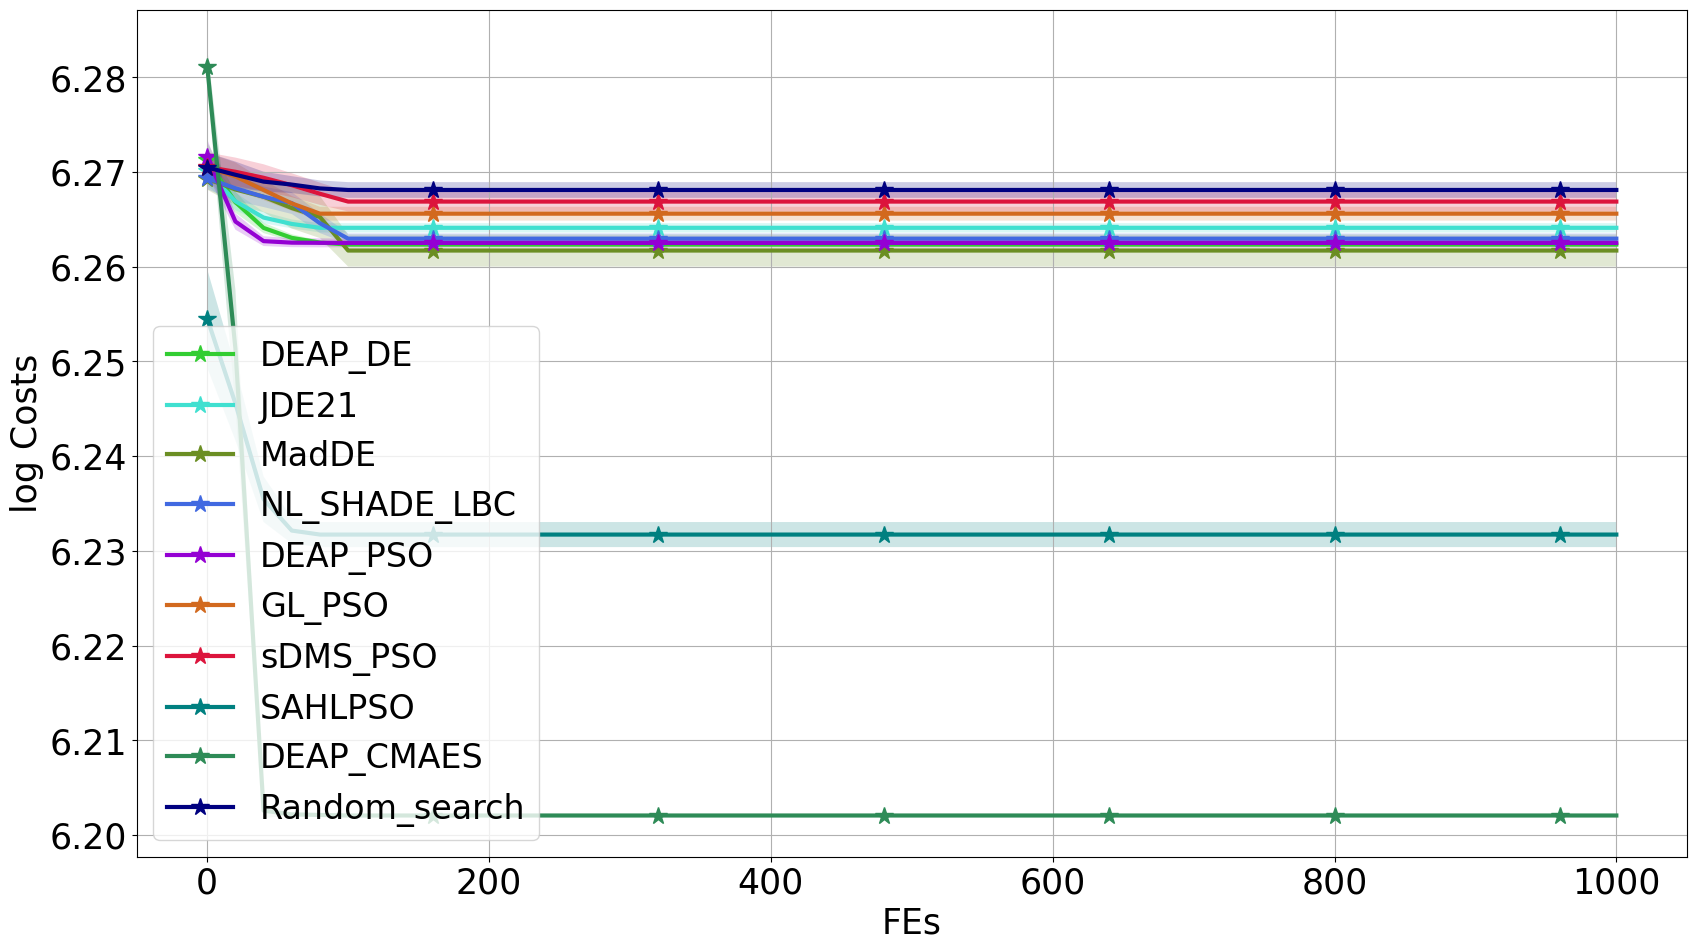 6.28
6.27
6.26
6.25
6.24
6.23
6.22
6.21
6.20
log Costs
DEAP_DE
JDE21
MadDE
NL_SHADE_LBC
DEAP_PSO
GL_PSO
sDMS_PSO
SAHLPSO
DEAP_CMAES
Random_search
0
200
400
600
800
1000
FEs